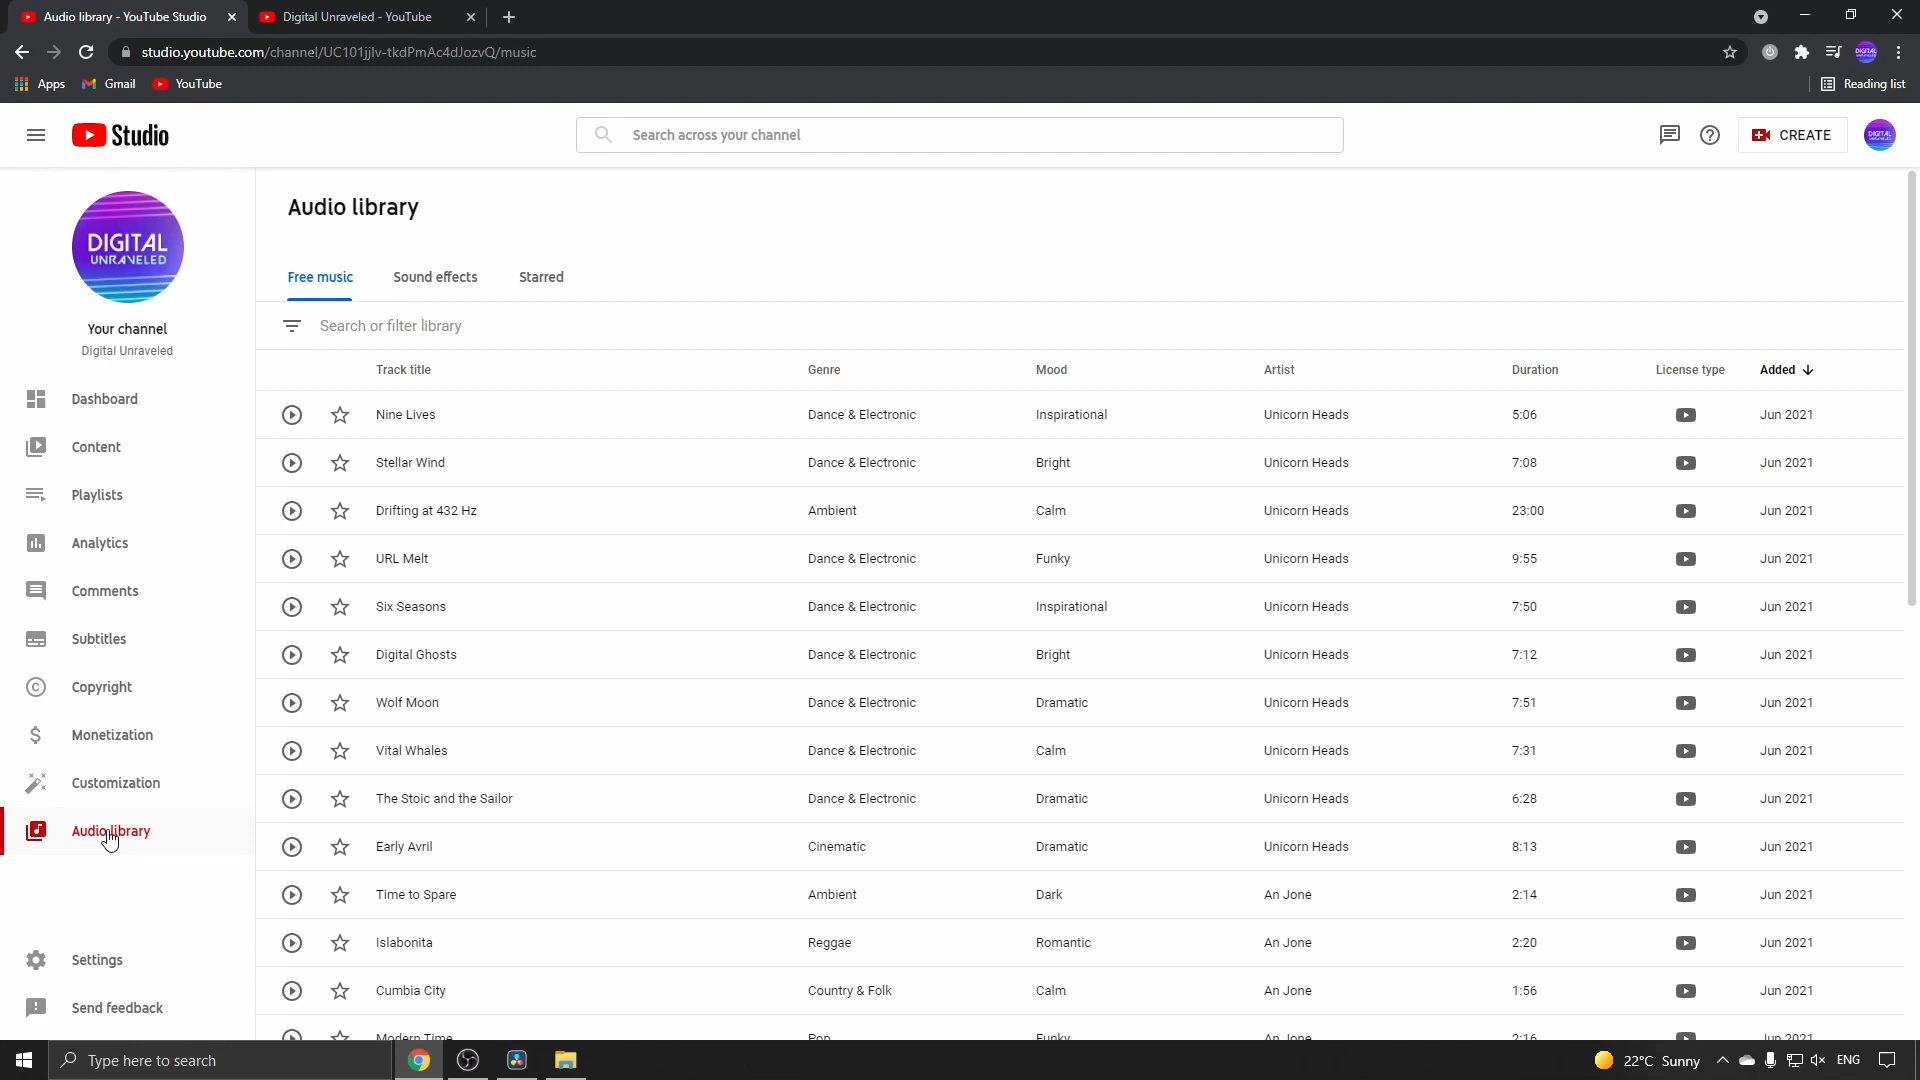 Audio library - YouTube Studio
Digital Unraveled - YouTube
studio.youtube.com/channel/UC101jjlv-tkdPmAc4dJozvQ/music
Apps Gmail YouTube Reading list
Studio
Search across your channel
CREATE
DIGITAL
UNRAVELED
Your channel
Digital Unraveled
Dashboard
Content
Playlists
Analytics
Comments
Subtitles
Copyright
Monetization
Customization
Audio library
Settings
Send feedback
Audio library
Free music Sound effects Starred
Search or filter library
Track title Genre Mood Artist Duration License type Added
Nine Lives Dance & Electronic Inspirational Unicorn Heads 5:06 Jun 2021
Stellar Wind Dance & Electronic Bright Unicorn Heads 7:08 Jun 2021
Drifting at 432 Hz Ambient Calm Unicorn Heads 23:00 Jun 2021
URL Melt Dance & Electronic Funky Unicorn Heads 9:55 Jun 2021
Six Seasons Dance & Electronic Inspirational Unicorn Heads 7:50 Jun 2021
Digital Ghosts Dance & Electronic Bright Unicorn Heads 7:12 Jun 2021
Wolf Moon Dance & Electronic Dramatic Unicorn Heads 7:51 Jun 2021
Vital Whales Dance & Electronic Calm Unicorn Heads 7:31 Jun 2021
The Stoic and the Sailor Dance & Electronic Dramatic Unicorn Heads 6:28 Jun 2021
Early Avril Cinematic Dramatic Unicorn Heads 8:13 Jun 2021
Time to Spare Ambient Dark An Jone 2:14 Jun 2021
Islabonita Reggae Romantic An Jone 2:20 Jun 2021
Cumbia City Country & Folk Calm An Jone 1:56 Jun 2021
Modern Time Pop Funky An Jone 2:16 Jun 2021
Type here to search
22°C Sunny
ENG